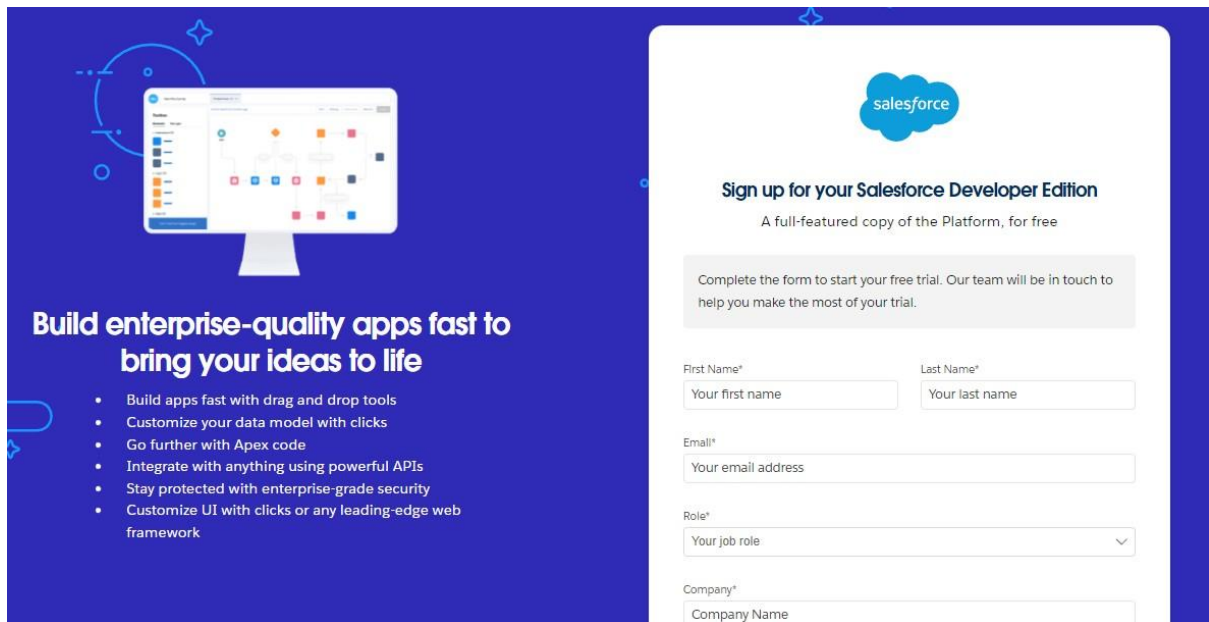 Build enterprise-quality apps fast to
bring your ideas to life
Build apps fast with drag and drop tools
Customize your data model with clicks
Go further with Apex code
Integrate with anything using powerful APIs
Stay protected with enterprise-grade security
Customize UI with clicks or any leading-edge web
framework
salesforce
Sign up for your Salesforce Developer Edition
A full-featured copy of the Platform, for free
Complete the form to start your free trial. Our team will be in touch to
help you make the most of your trial.
First Name* Last Name*
Your first name Your last name
Email*
Your email address
Role*
Your job role
Company*
Company Name